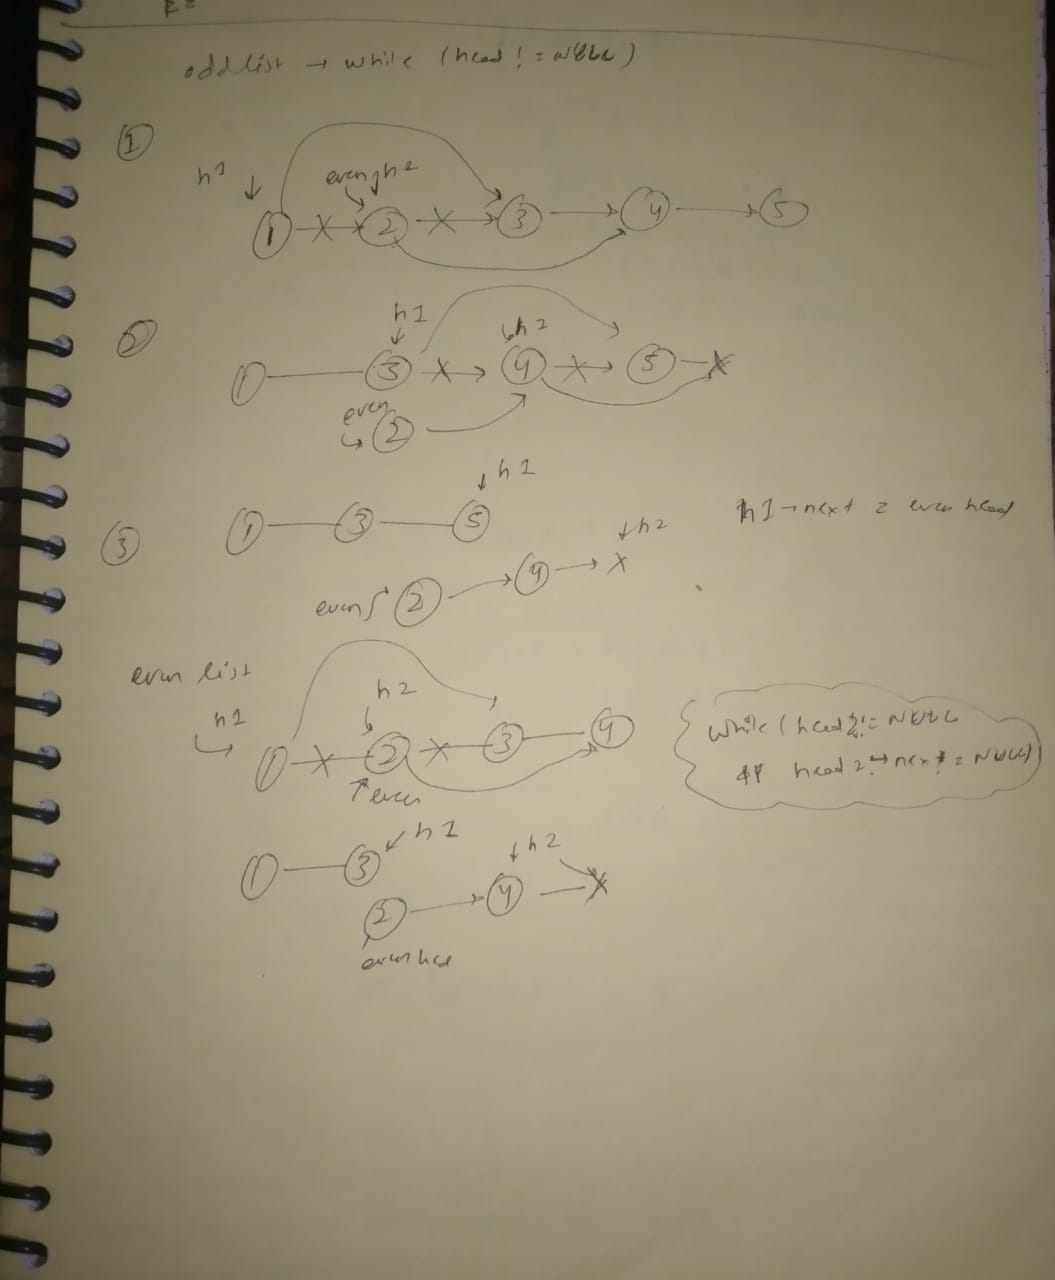 odd list → while (head != NULL)
①
h1 even h2
1 2 3 4 5
②
h1 h2
1 3 4 5 x
even
2
h1
③ 1 3 5
h1 → next = even head
h2
even 2 4 x
even list
h1 h2
1 2 3 4
even
while (head2 != NULL
&& head2 → next != NULL)
h1 h2
1 3
2 4 x
even hed